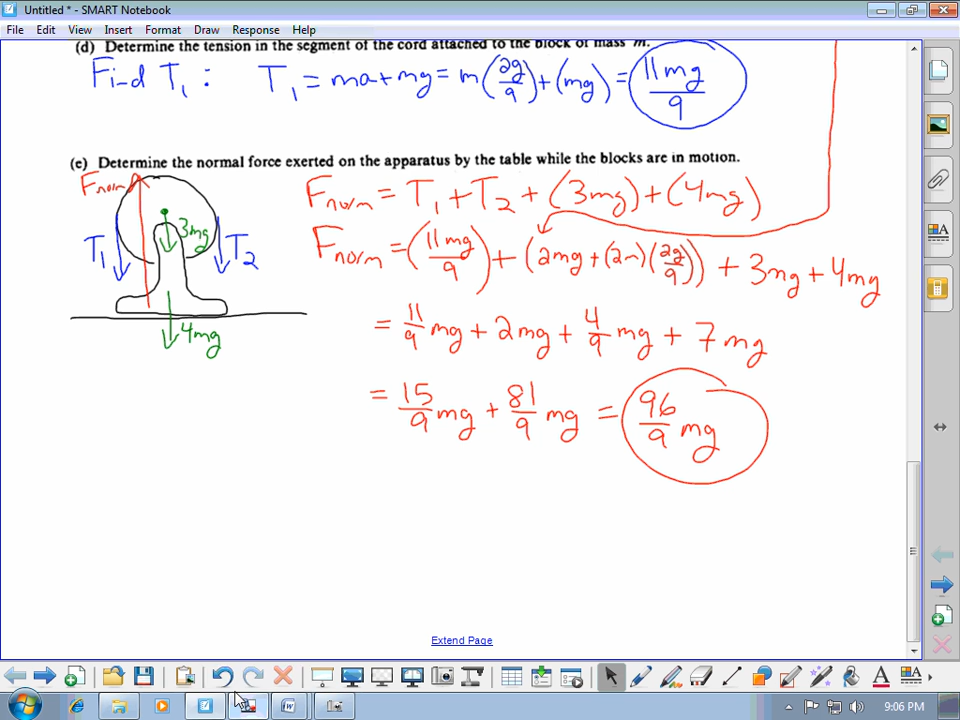 Untitled * - SMART Notebook
File Edit View Insert Format Draw Response Help
(d) Determine the tension in the segment of the cord attached to the block of mass m.
Find T₁ : T₁ = ma + mg = m(2g/9) + (mg) = 11mg/9
(e) Determine the normal force exerted on the apparatus by the table while the blocks are in motion.
Fnorm
T₁
3mg
T₂
4mg
Fnorm = T₁ + T₂ + (3mg) + (4mg)
Fnorm = (11mg/9) + (2mg + (2m)(2g/9)) + 3mg + 4mg
= 11/9 mg + 2mg + 4/9 mg + 7mg
= 15/9 mg + 81/9 mg = 96/9 mg
Extend Page
A
9:06 PM